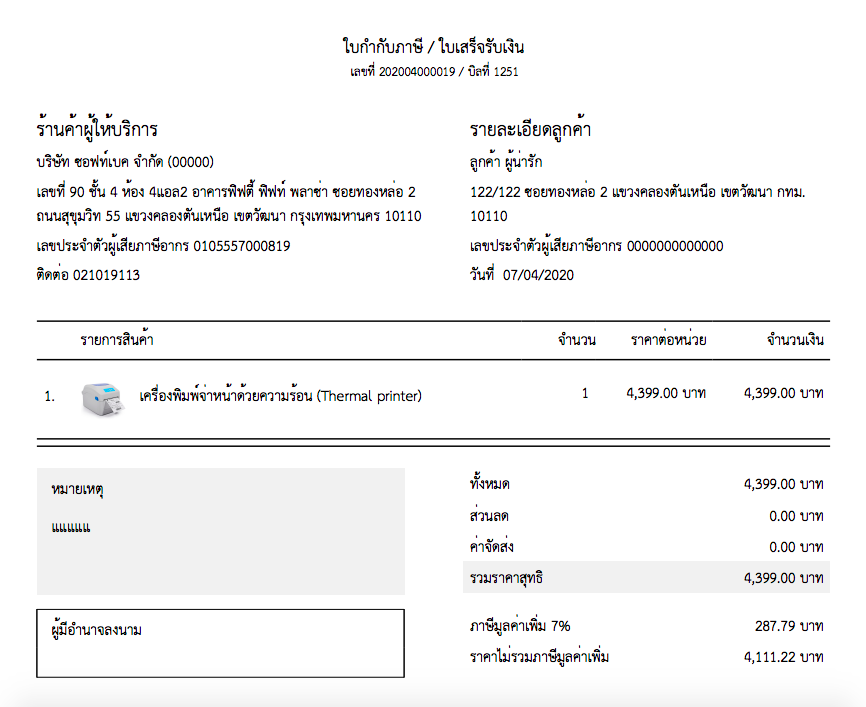 ใบกำกับภาษี / ใบเสร็จรับเงิน
เลขที่ 202004000019 / บิลที่ 1251
ร้านค้าผู้ให้บริการ
บริษัท ซอฟท์เบค จำกัด (00000)
เลขที่ 90 ชั้น 4 ห้อง 4แอล2 อาคารฟิฟตี้ ฟิฟท์ พลาซ่า ซอยทองหล่อ 2
ถนนสุขุมวิท 55 แขวงคลองตันเหนือ เขตวัฒนา กรุงเทพมหานคร 10110
เลขประจำตัวผู้เสียภาษีอากร 0105557000819
ติดต่อ 021019113
รายละเอียดลูกค้า
ลูกค้า ผู้น่ารัก
122/122 ซอยทองหล่อ 2 แขวงคลองตันเหนือ เขตวัฒนา กทม.
10110
เลขประจำตัวผู้เสียภาษีอากร 0000000000000
วันที่ 07/04/2020
รายการสินค้า จำนวน ราคาต่อหน่วย จำนวนเงิน
1. เครื่องพิมพ์จ่าหน้าด้วยความร้อน (Thermal printer) 1 4,399.00 บาท 4,399.00 บาท
หมายเหตุ
แแแแแ
ผู้มีอำนาจลงนาม
ทั้งหมด 4,399.00 บาท
ส่วนลด 0.00 บาท
ค่าจัดส่ง 0.00 บาท
รวมราคาสุทธิ 4,399.00 บาท
ภาษีมูลค่าเพิ่ม 7% 287.79 บาท
ราคาไม่รวมภาษีมูลค่าเพิ่ม 4,111.22 บาท